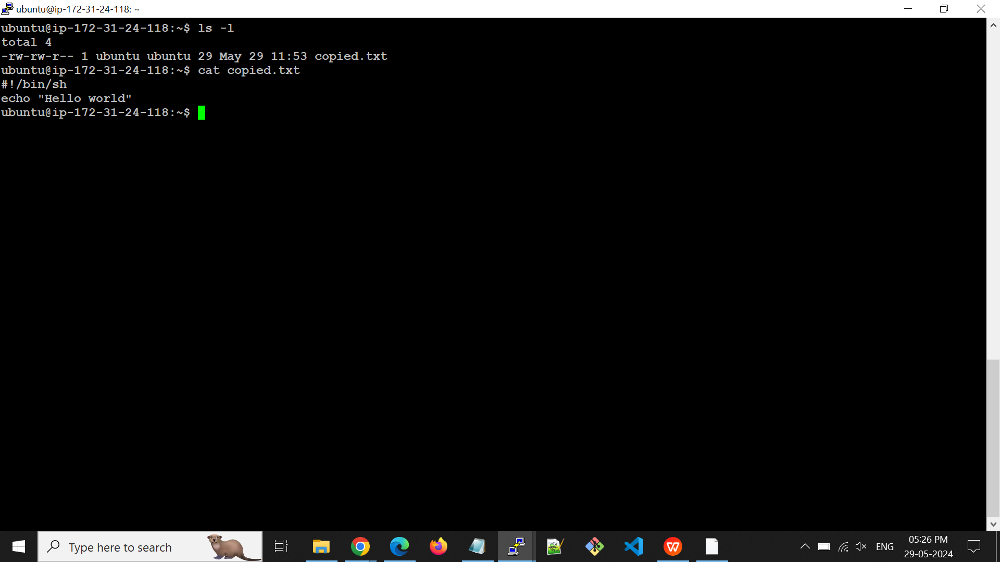 ubuntu@ip-172-31-24-118: ~
ubuntu@ip-172-31-24-118:~$ ls -l
total 4
-rw-rw-r-- 1 ubuntu ubuntu 29 May 29 11:53 copied.txt
ubuntu@ip-172-31-24-118:~$ cat copied.txt
#!/bin/sh
echo "Hello world"
ubuntu@ip-172-31-24-118:~$
Type here to search
W
ENG
05:26 PM
29-05-2024